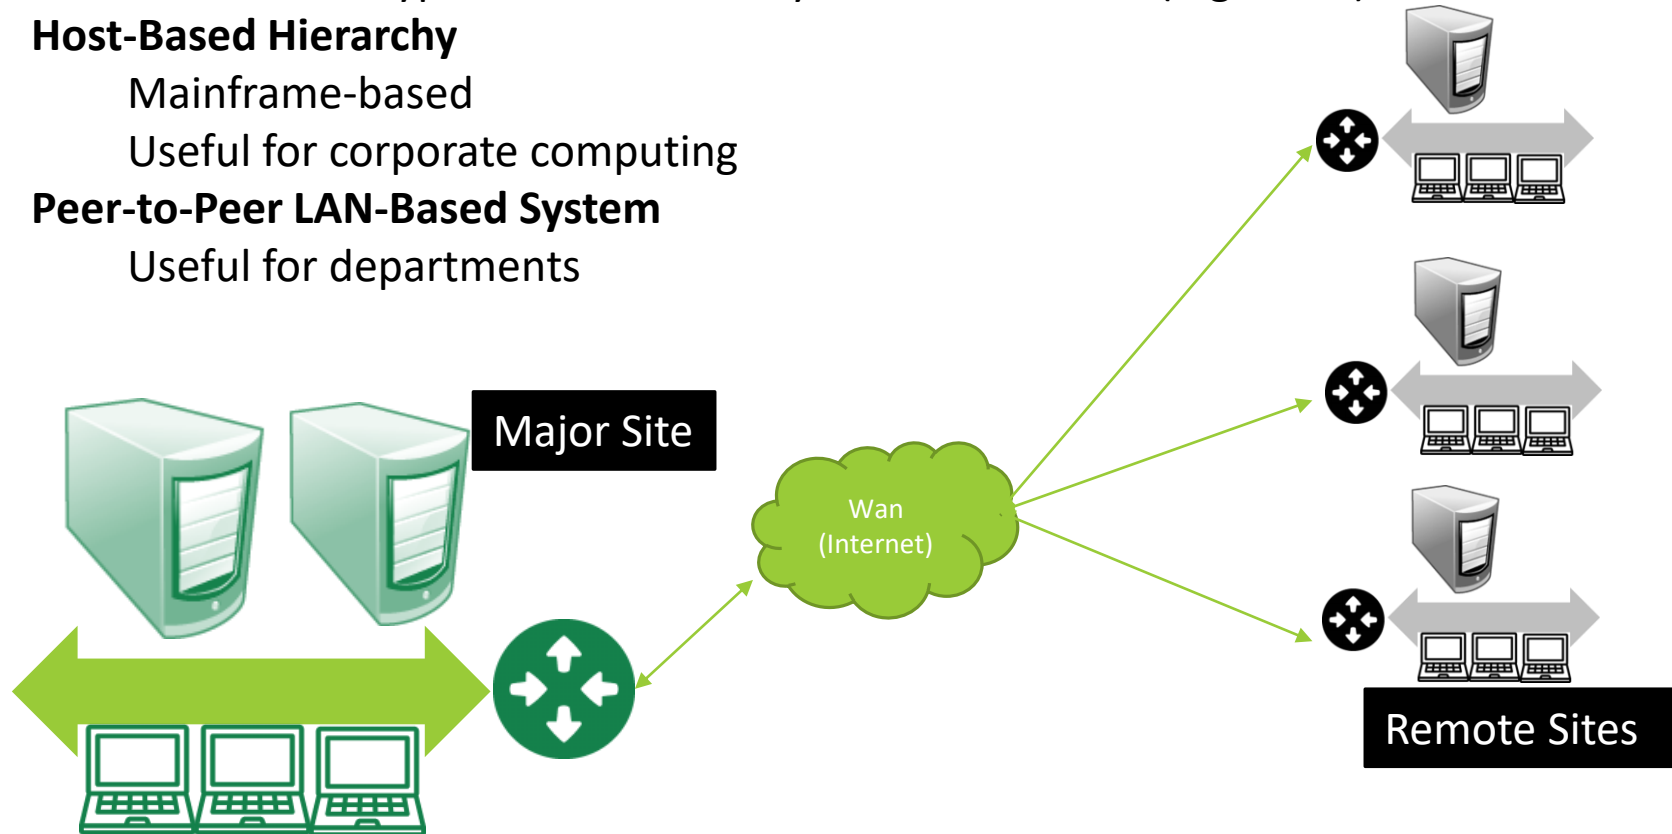 Host-Based Hierarchy
Mainframe-based
Useful for corporate computing
Peer-to-Peer LAN-Based System
Useful for departments
Major Site
Wan
(Internet)
Remote Sites